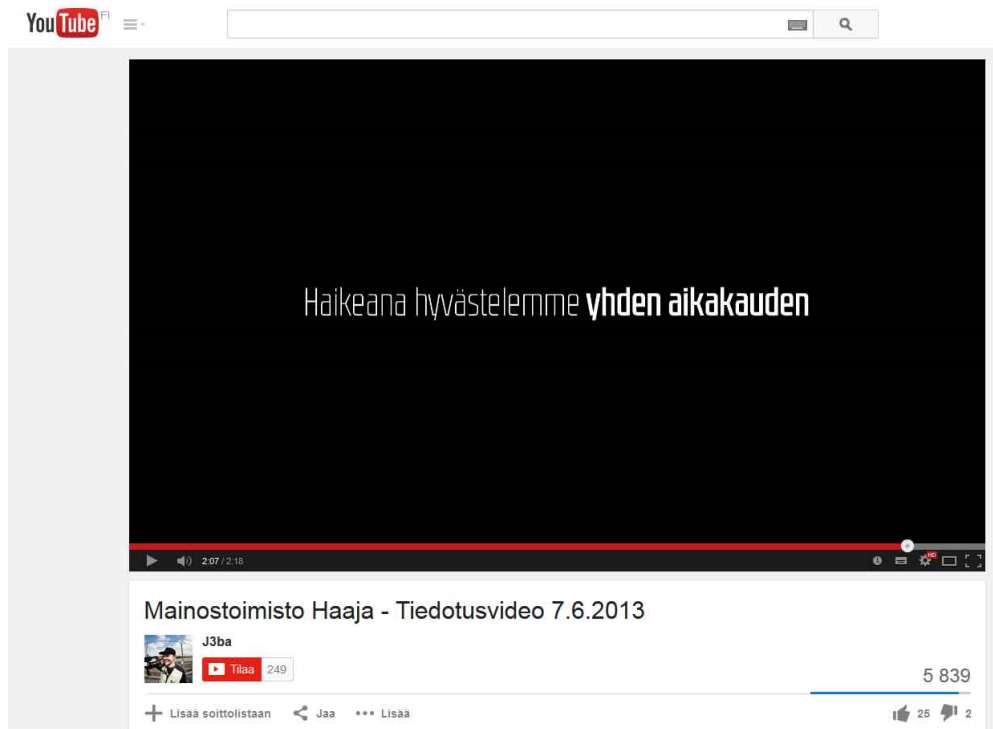 YouTube FI
Haikeana hyvästelemme yhden aikakauden
2:07 / 2:18
HD
Mainostoimisto Haaja - Tiedotusvideo 7.6.2013
J3ba
Tilaa 249
5 839
Lisää soittolistaan Jaa Lisää 25 2